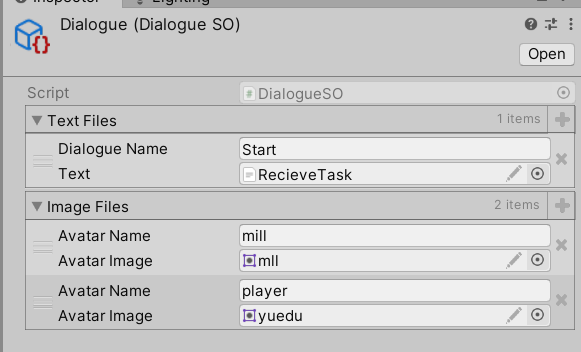 Inspector
Lighting
Dialogue (Dialogue SO)
Open
Script
# DialogueSO
Text Files
1 items
Dialogue Name
Start
Text
RecieveTask
Image Files
2 items
Avatar Name
mill
Avatar Image
mll
Avatar Name
player
Avatar Image
yuedu